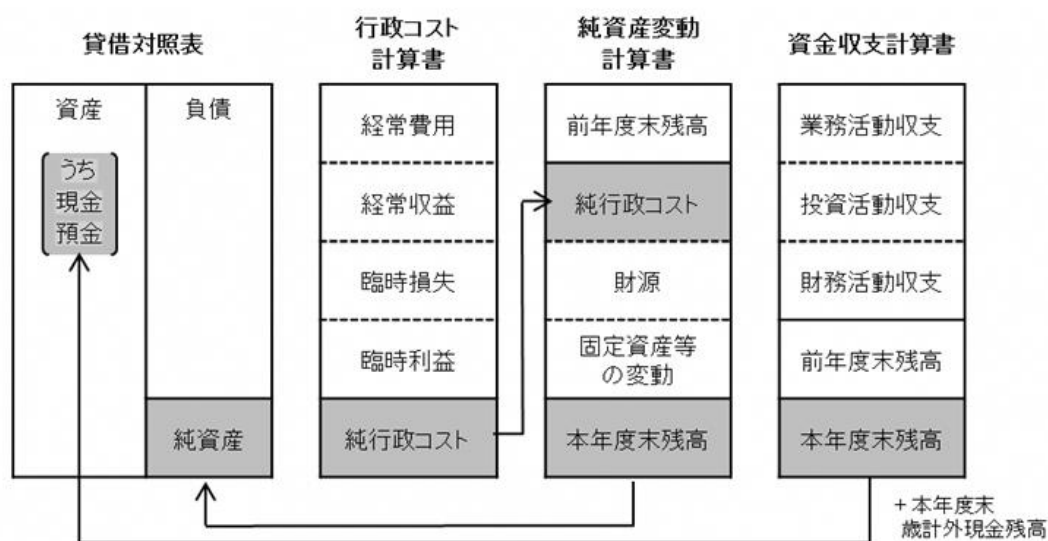 貸借対照表
資産
うち
現金
預金
負債
純資産
行政コスト
計算書
経常費用
経常収益
臨時損失
臨時利益
純行政コスト
純資産変動
計算書
前年度末残高
純行政コスト
財源
固定資産等
の変動
本年度末残高
資金収支計算書
業務活動収支
投資活動収支
財務活動収支
前年度末残高
本年度末残高
+本年度末
歳計外現金残高